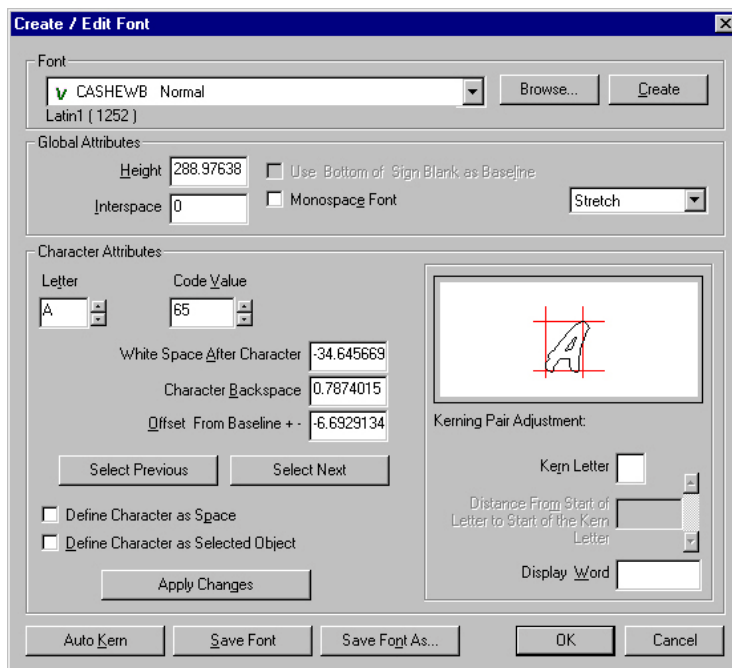 Create / Edit Font
Font
CASHEWB Normal
Browse...
Create
Latin1 ( 1252 )
Global Attributes
Height 288.97638
Use Bottom of Sign Blank as Baseline
Interspace 0
Monospace Font
Stretch
Character Attributes
Letter
Code Value
A
65
White Space After Character -34.645669
Character Backspace 0.7874015
Offset From Baseline + - -6.6929134
Select Previous
Select Next
Define Character as Space
Define Character as Selected Object
Apply Changes
A
Kerning Pair Adjustment:
Kern Letter
Distance From Start of
Letter to Start of the Kern
Letter
Display Word
Auto Kern
Save Font
Save Font As...
OK
Cancel